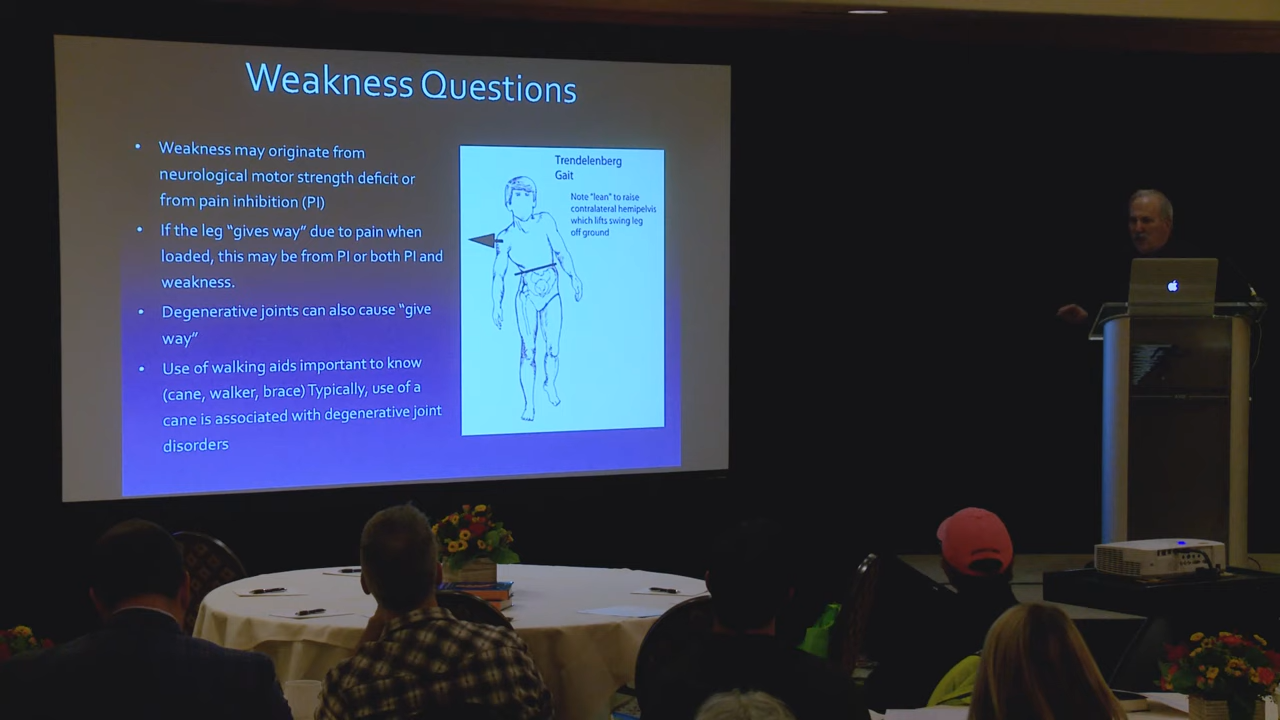 Weakness Questions
• Weakness may originate from
neurological motor strength deficit or
from pain inhibition (PI)
• If the leg "gives way" due to pain when
loaded, this may be from PI or both PI and
weakness.
• Degenerative joints can also cause "give
way"
• Use of walking aids important to know
(cane, walker, brace) Typically, use of a
cane is associated with degenerative joint
disorders
Trendelenberg
Gait
Note "lean" to raise
contralateral hemipelvis
which lifts swing leg
off ground